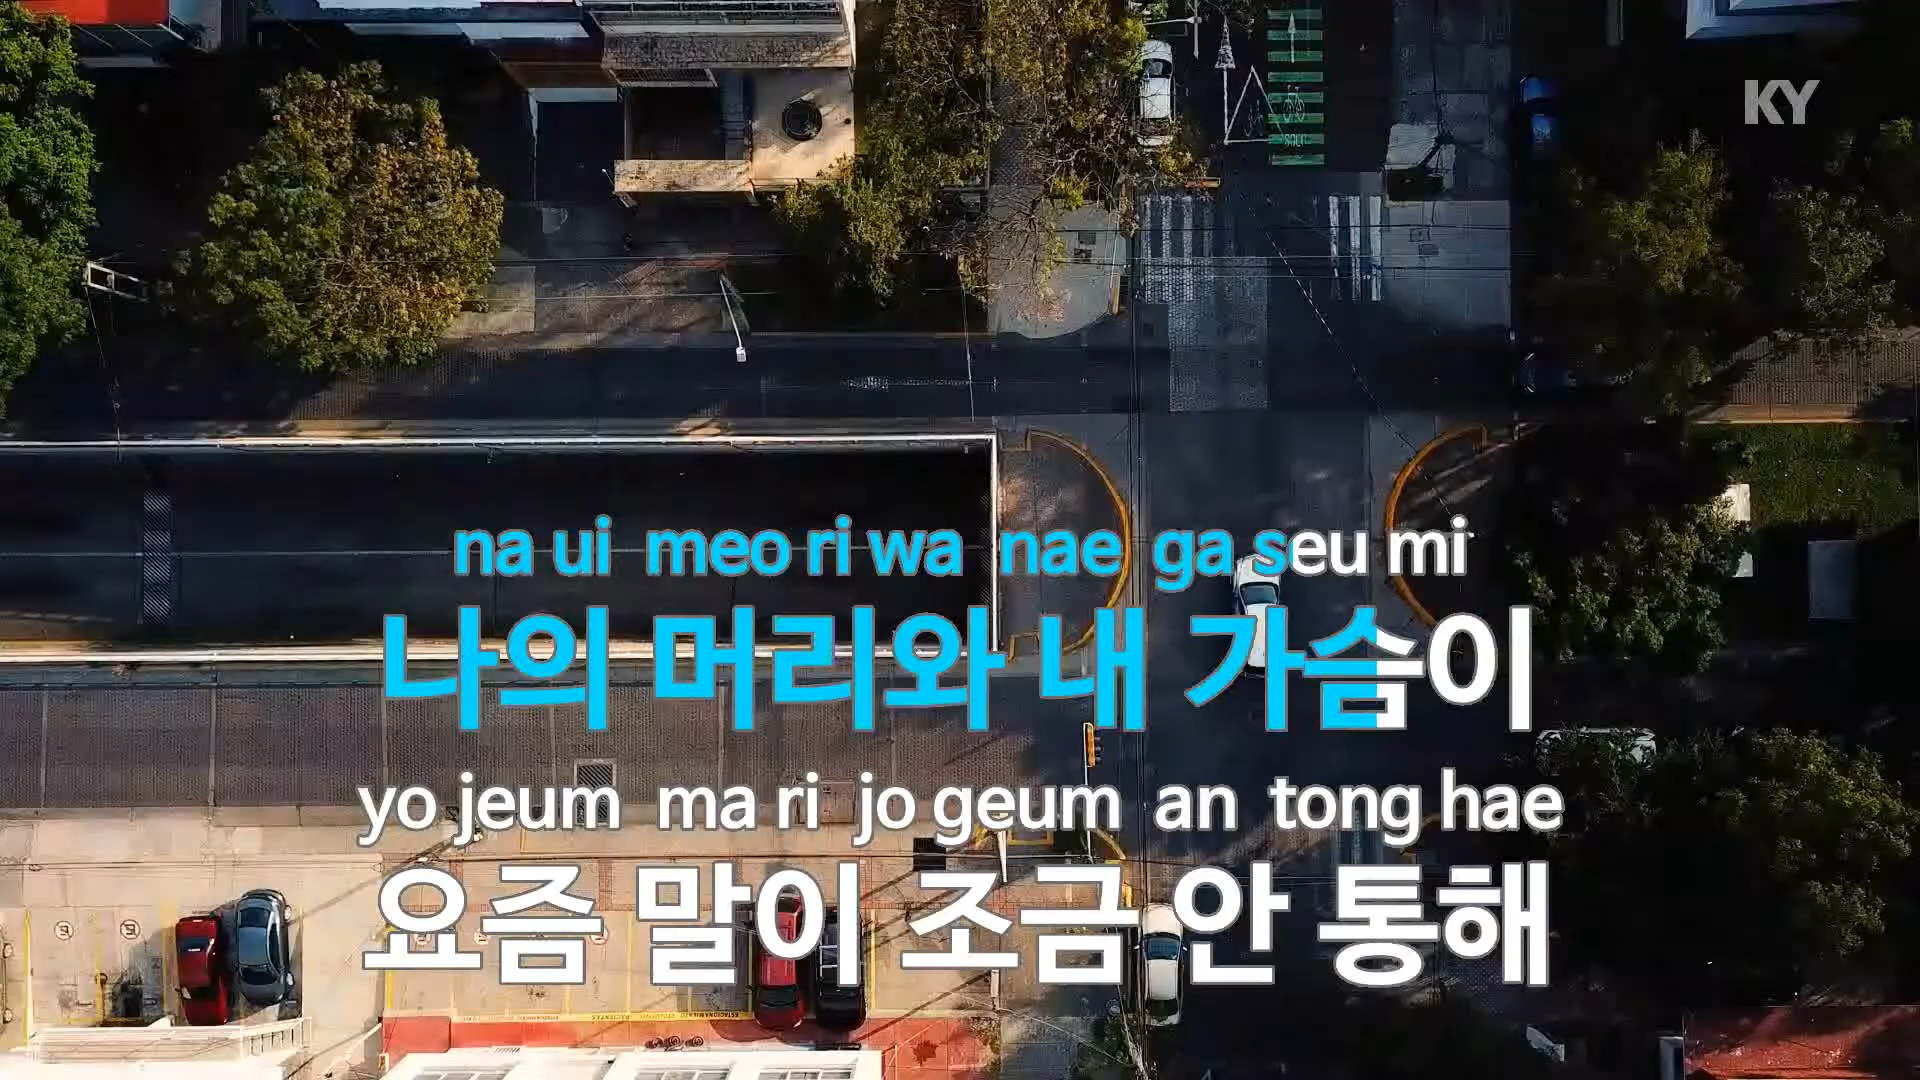 KY
na ui meo ri wa nae ga seu mi
나의 머리와 내 가슴이
yo jeum ma ri jo geum an tong hae
요즘 말이 조금 안 통해